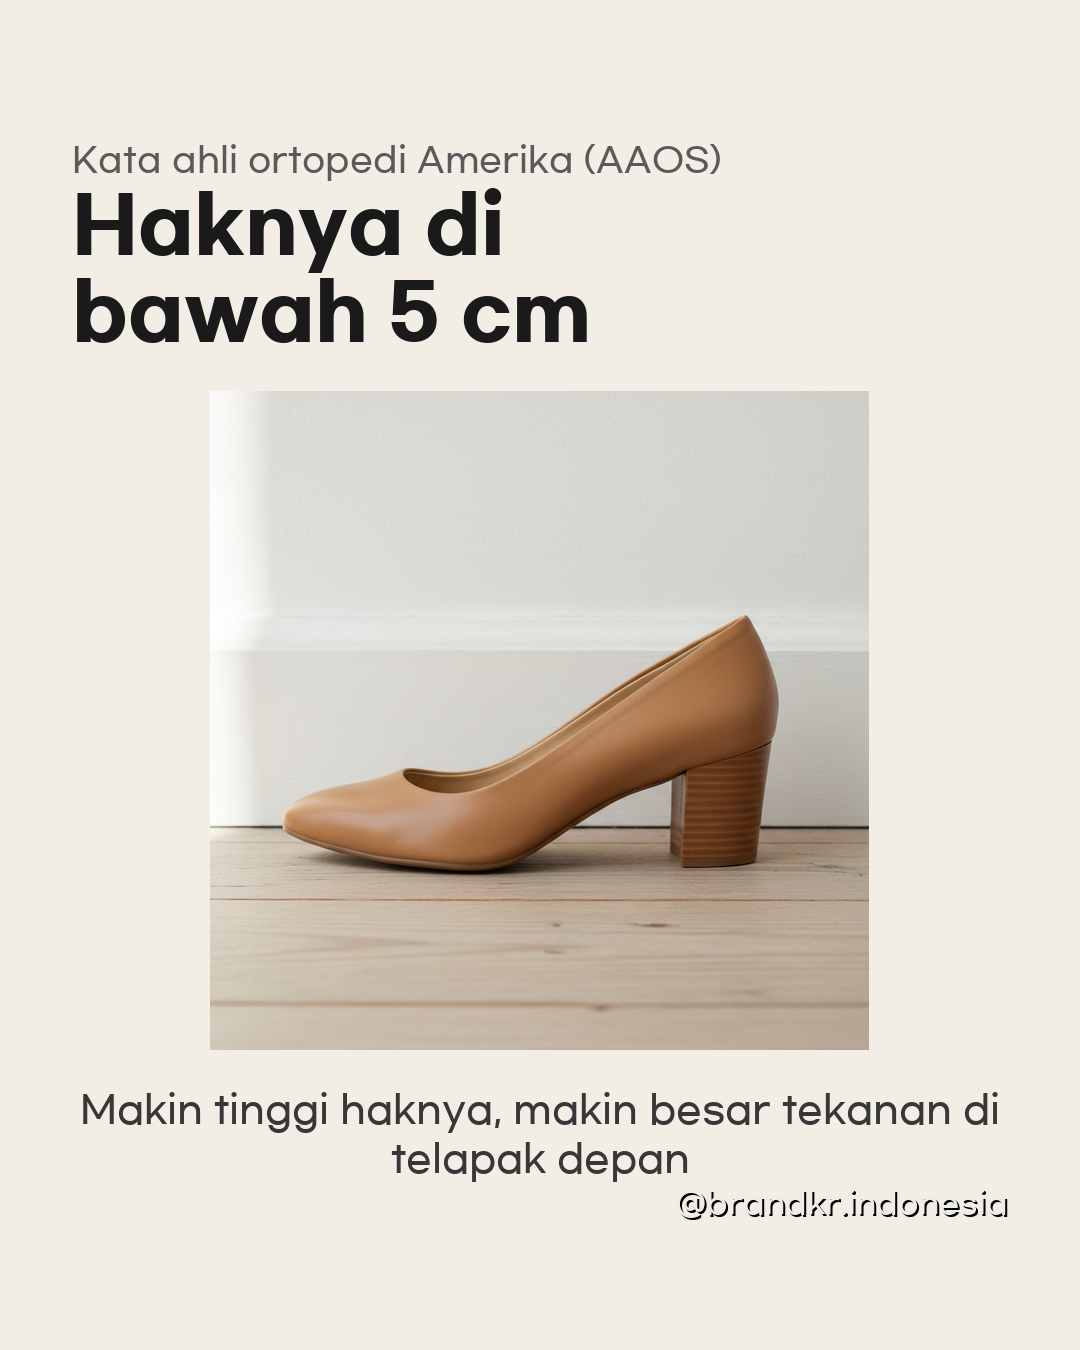 Kata ahli ortopedi Amerika (AAOS)
Haknya di
bawah 5 cm
Makin tinggi haknya, makin besar tekanan di
telapak depan
@brandkr.indonesia